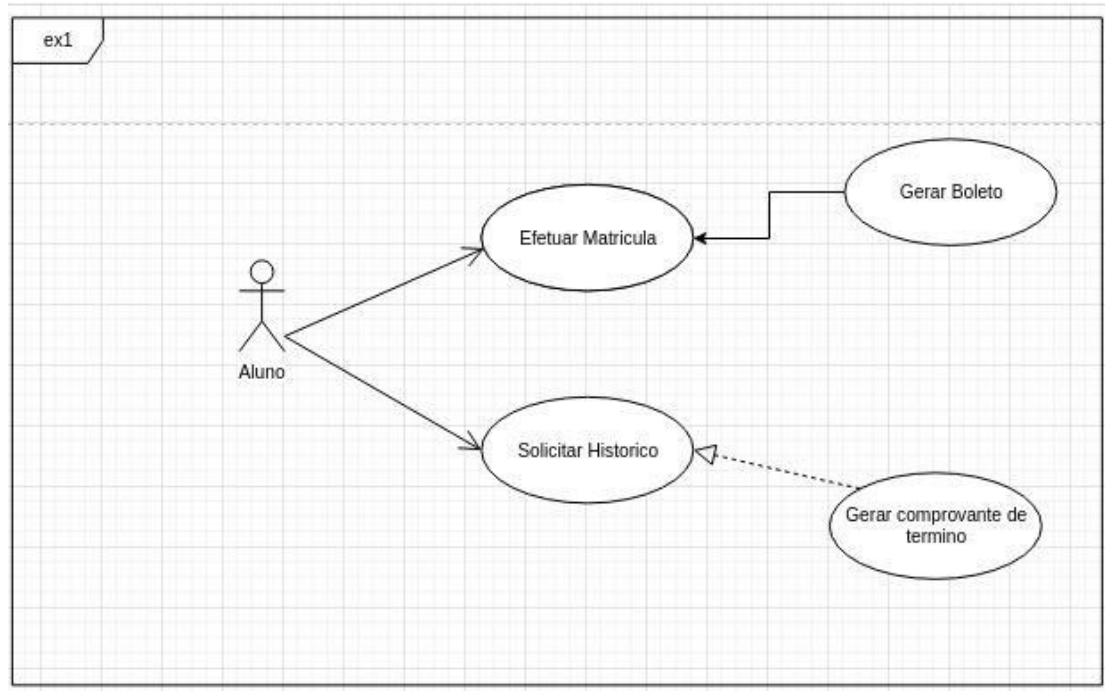 ex1
Gerar Boleto
Efetuar Matricula
Aluno
Solicitar Historico
Gerar comprovante de
termino